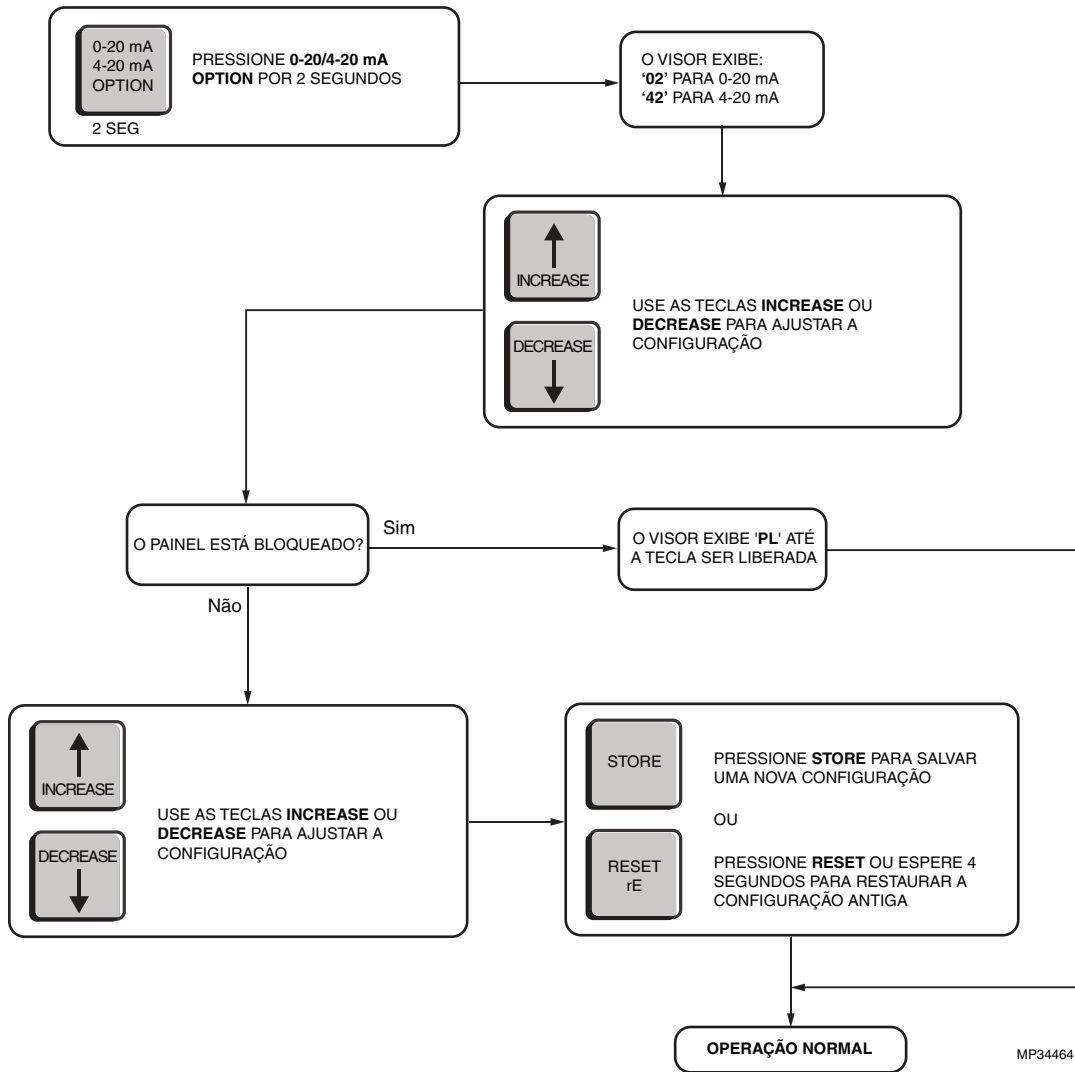 0-20 mA
4-20 mA
OPTION
2 SEG
PRESSIONE 0-20/4-20 mA
OPTION POR 2 SEGUNDOS
O VISOR EXIBE:
‘02’ PARA 0-20 mA
‘42’ PARA 4-20 mA
INCREASE
DECREASE
USE AS TECLAS INCREASE OU
DECREASE PARA AJUSTAR A
CONFIGURAÇÃO
O PAINEL ESTÁ BLOQUEADO?
Sim
O VISOR EXIBE 'PL' ATÉ
A TECLA SER LIBERADA
Não
INCREASE
DECREASE
USE AS TECLAS INCREASE OU
DECREASE PARA AJUSTAR A
CONFIGURAÇÃO
STORE
PRESSIONE STORE PARA SALVAR
UMA NOVA CONFIGURAÇÃO
OU
RESET
rE
PRESSIONE RESET OU ESPERE 4
SEGUNDOS PARA RESTAURAR A
CONFIGURAÇÃO ANTIGA
OPERAÇÃO NORMAL
MP34464